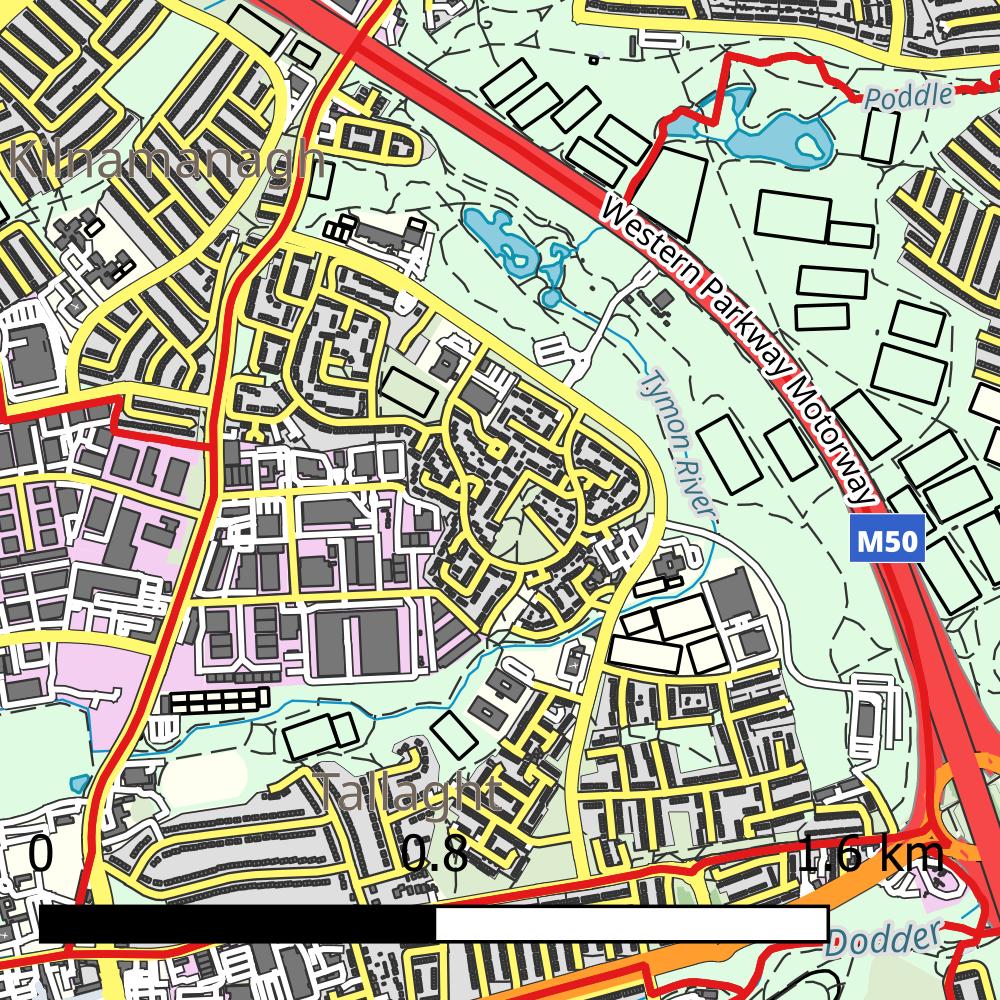 Poddle
Kilnamanagh
Western Parkway Motorway
Tymon River
M50
Tallaght
0 0.8 1.6 km
Dodder